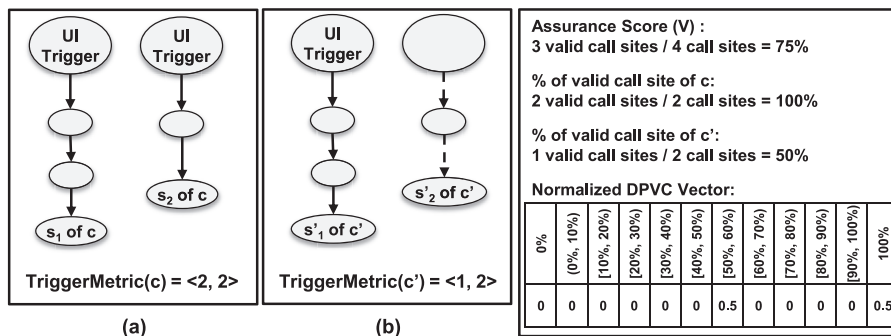 UI
Trigger
UI
Trigger
s₁ of c
s₂ of c
TriggerMetric(c) = <2, 2>
(a)
UI
Trigger
s'₁ of c'
s'₂ of c'
TriggerMetric(c') = <1, 2>
(b)
Assurance Score (V) :
3 valid call sites / 4 call sites = 75%
% of valid call site of c:
2 valid call sites / 2 call sites = 100%
% of valid call site of c’:
1 valid call sites / 2 call sites = 50%
Normalized DPVC Vector:
0% (0%, 10%) [10%, 20%) [20%, 30%) [30%, 40%) [40%, 50%) [50%, 60%) [60%, 70%) [70%, 80%) [80%, 90%) [90%, 100%) 100%
0 0 0 0 0 0 0.5 0 0 0 0 0.5